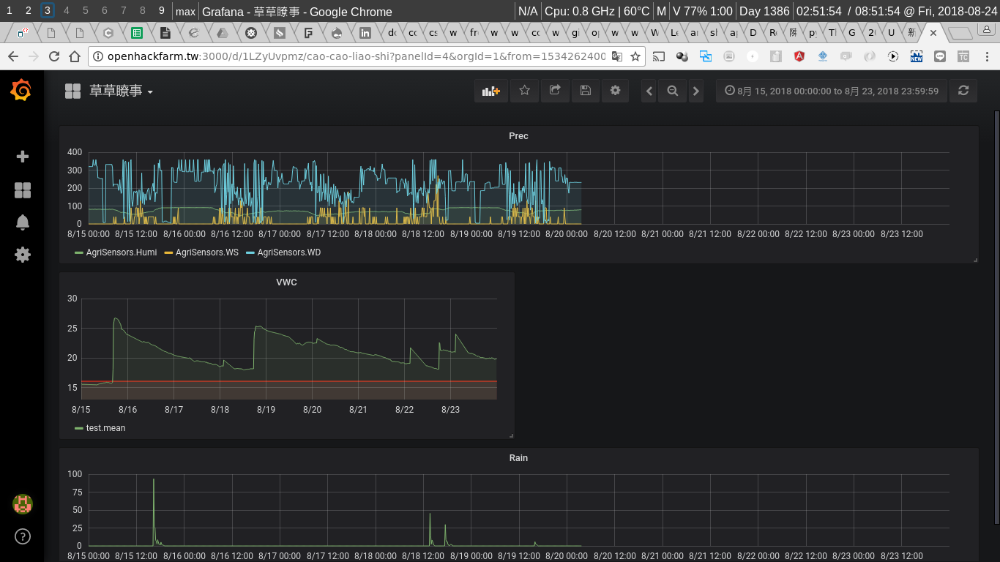 1 2 3 4 5 6 7 8 9 max Grafana - 草草瞭事 - Google Chrome N/A Cpu: 0.8 GHz | 60°C M V 77% 1:00 Day 1386 02:51:54 / 08:51:54 @ Fri, 2018-08-24
dc cc cs w fr w w cc w gi oj w w W Le ar sl ap D Re 陳 py TI G 2( U 新
openhackfarm.tw:3000/d/1LZyUvpmz/cao-cao-liao-shi?panelId=4&orgId=1&from=1534262400 NEW TC
草草瞭事 8月 15, 2018 00:00:00 to 8月 23, 2018 23:59:59
Prec
400
300
200
100
0
8/15 00:00 8/15 12:00 8/16 00:00 8/16 12:00 8/17 00:00 8/17 12:00 8/18 00:00 8/18 12:00 8/19 00:00 8/19 12:00 8/20 00:00 8/20 12:00 8/21 00:00 8/21 12:00 8/22 00:00 8/22 12:00 8/23 00:00 8/23 12:00
AgriSensors.Humi AgriSensors.WS AgriSensors.WD
VWC
30
25
20
15
8/15 8/16 8/17 8/18 8/19 8/20 8/21 8/22 8/23
test.mean
Rain
100
75
50
25
0
8/15 00:00 8/15 12:00 8/16 00:00 8/16 12:00 8/17 00:00 8/17 12:00 8/18 00:00 8/18 12:00 8/19 00:00 8/19 12:00 8/20 00:00 8/20 12:00 8/21 00:00 8/21 12:00 8/22 00:00 8/22 12:00 8/23 00:00 8/23 12:00